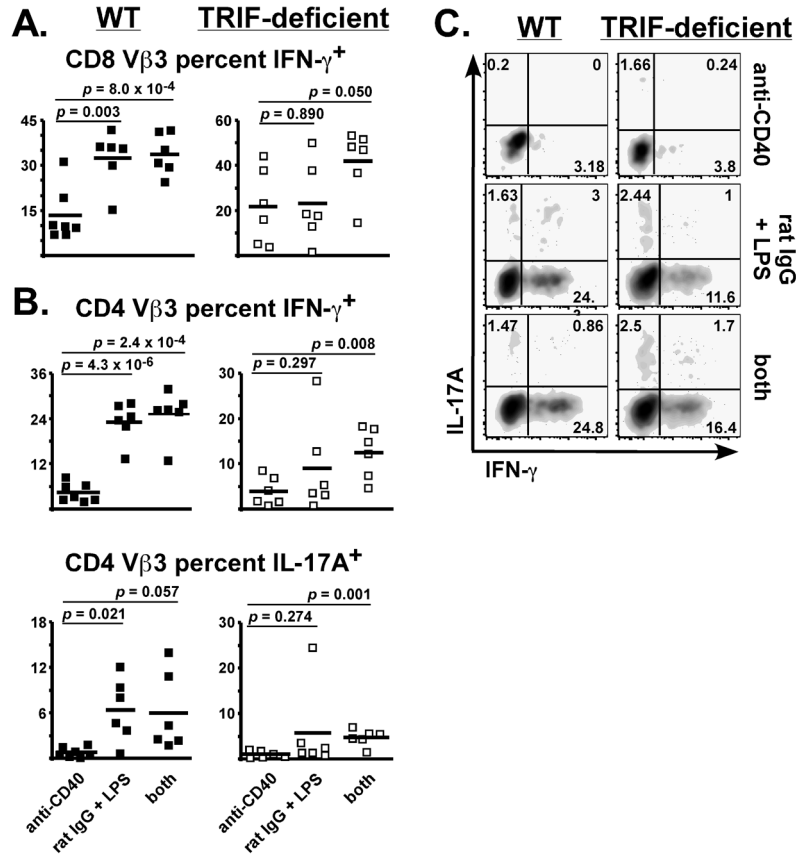 A. WT TRIF-deficient
CD8 Vβ3 percent IFN-γ+
p = 8.0 x 10-4
p = 0.003
45
30
15
p = 0.050
p = 0.890
60
40
20
B. CD4 Vβ3 percent IFN-γ+
p = 2.4 x 10-4
p = 4.3 x 10-6
36
24
12
p = 0.008
p = 0.297
30
20
10
CD4 Vβ3 percent IL-17A+
p = 0.057
p = 0.021
18
12
6
p = 0.001
p = 0.274
30
20
10
anti-CD40
rat IgG + LPS
both
anti-CD40
rat IgG + LPS
both
C. WT TRIF-deficient
0.2 0
3.18
1.66 0.24
3.8
anti-CD40
1.63 3
24.
2.44 1
11.6
rat IgG
+ LPS
1.47 0.86
24.8
2.5 1.7
16.4
both
IL-17A
IFN-γ